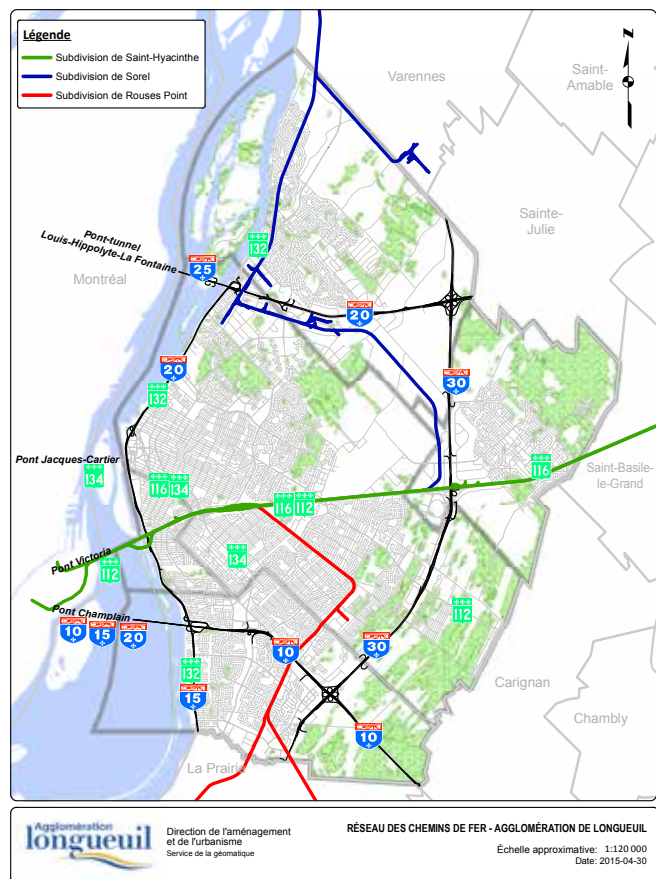 Légende
Subdivision de Saint-Hyacinthe
Subdivision de Sorel
Subdivision de Rouses Point
N
Varennes
Saint-
Amable
Sainte-
Julie
Pont-tunnel
Louis-Hippolyte-La Fontaine
132
25
Montréal
20
20
132
30
Pont Jacques-Cartier
134
116 134
116
Saint-Basile-
le-Grand
116 112
Pont Victoria
112
134
112
Pont Champlain
10 15 20
10
30
132
15
Carignan
10
Chambly
La Prairie
Agglomération
longueuil
Direction de l'aménagement
et de l'urbanisme
Service de la géomatique
RÉSEAU DES CHEMINS DE FER - AGGLOMÉRATION DE LONGUEUIL
Échelle approximative: 1:120 000
Date: 2015-04-30